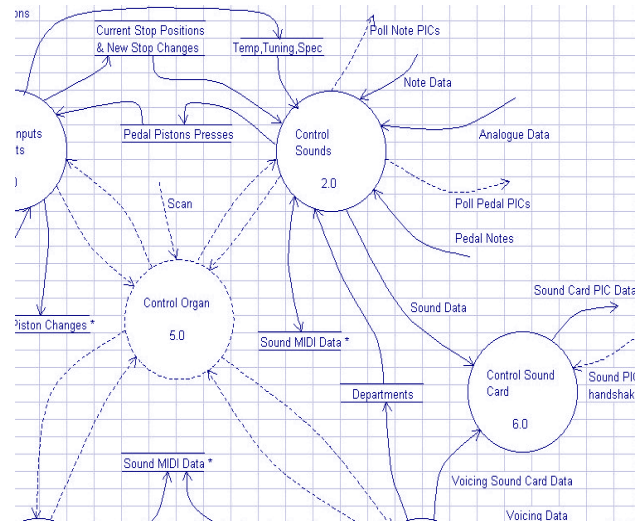 ons
Current Stop Positions
& New Stop Changes
Temp,Tuning,Spec
Poll Note PICs
Note Data
Analogue Data
nputs
ts
Pedal Pistons Presses
Control
Sounds
2.0
Poll Pedal PICs
Scan
Pedal Notes
Control Organ
5.0
Piston Changes *
Sound MIDI Data *
Sound Data
Sound Card PIC Data
Control Sound
Card
6.0
Sound PI
handshak
Departments
Sound MIDI Data *
Voicing Sound Card Data
Voicing Data